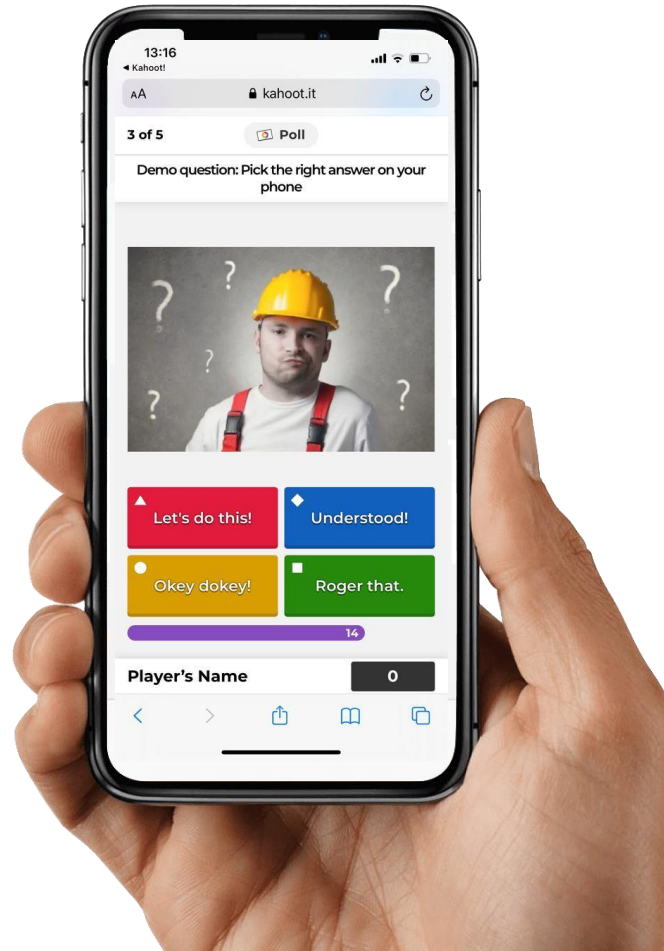 13:16
◀ Kahoot!
AA kahoot.it
3 of 5 Poll
Demo question: Pick the right answer on your
phone
? ? ? ? ? ?
Let's do this! Understood!
Okey dokey! Roger that.
14
Player’s Name 0